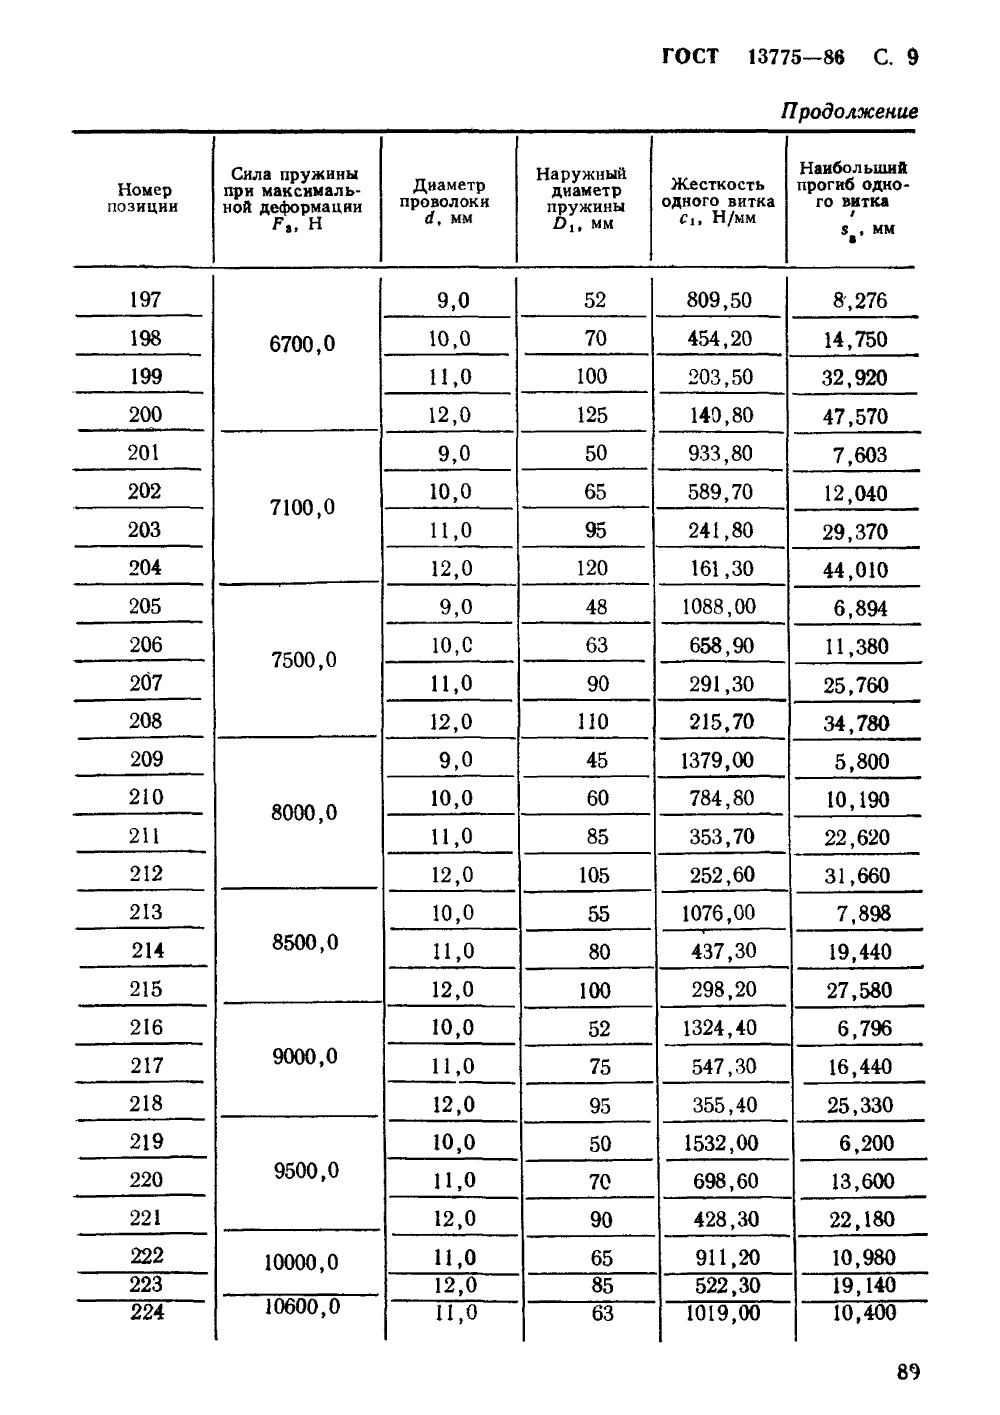 ГОСТ 13775—86 С. 9
Продолжение
Номер позиции | Сила пружины при максимальной деформации F₃, Н | Диаметр проволоки d, мм | Наружный диаметр пружины D₁, мм | Жесткость одного витка c₁, Н/мм | Наибольший прогиб одного витка s′₃, мм
197 | 6700,0 | 9,0 | 52 | 809,50 | 8,276
198 | 10,0 | 70 | 454,20 | 14,750
199 | 11,0 | 100 | 203,50 | 32,920
200 | 12,0 | 125 | 140,80 | 47,570
201 | 7100,0 | 9,0 | 50 | 933,80 | 7,603
202 | 10,0 | 65 | 589,70 | 12,040
203 | 11,0 | 95 | 241,80 | 29,370
204 | 12,0 | 120 | 161,30 | 44,010
205 | 7500,0 | 9,0 | 48 | 1088,00 | 6,894
206 | 10,0 | 63 | 658,90 | 11,380
207 | 11,0 | 90 | 291,30 | 25,760
208 | 12,0 | 110 | 215,70 | 34,780
209 | 8000,0 | 9,0 | 45 | 1379,00 | 5,800
210 | 10,0 | 60 | 784,80 | 10,190
211 | 11,0 | 85 | 353,70 | 22,620
212 | 12,0 | 105 | 252,60 | 31,660
213 | 8500,0 | 10,0 | 55 | 1076,00 | 7,898
214 | 11,0 | 80 | 437,30 | 19,440
215 | 12,0 | 100 | 298,20 | 27,580
216 | 9000,0 | 10,0 | 52 | 1324,40 | 6,796
217 | 11,0 | 75 | 547,30 | 16,440
218 | 12,0 | 95 | 355,40 | 25,330
219 | 9500,0 | 10,0 | 50 | 1532,00 | 6,200
220 | 11,0 | 70 | 698,60 | 13,600
221 | 12,0 | 90 | 428,30 | 22,180
222 | 10000,0 | 11,0 | 65 | 911,20 | 10,980
223 | 12,0 | 85 | 522,30 | 19,140
224 | 10600,0 | 11,0 | 63 | 1019,00 | 10,400
89